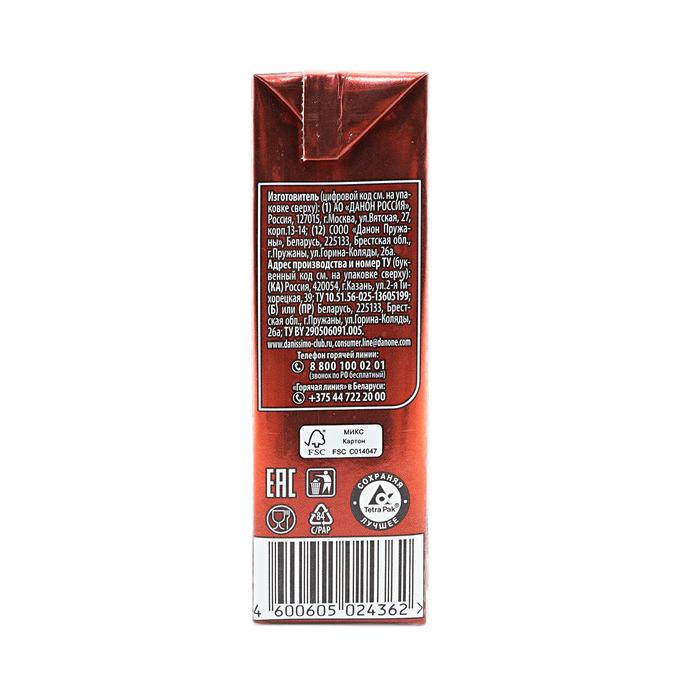 Изготовитель (цифровой код см. на упа-
ковке сверху): (1) АО «ДАНОН РОССИЯ»,
Россия, 127015, г.Москва, ул.Вятская, 27,
корп.13-14; (12) СООО «Данон Пружа-
ны», Беларусь, 225133, Брестская обл.,
г.Пружаны, ул.Горина-Коляды, 26а.
Адрес производства и номер ТУ (бук-
венный код см. на упаковке сверху):
(КА) Россия, 420054, г.Казань, ул.2-я Ти-
хорецкая, 39; ТУ 10.51.56-025-13605199;
(Б) или (ПР) Беларусь, 225133, Брест-
ская обл., г.Пружаны, ул.Горина-Коляды,
26а; ТУ BY 290506091.005.
www.danissimo-club.ru, consumer.line@danone.com
Телефон горячей линии:
8 800 100 02 01
(звонок по РФ бесплатный)
«Горячая линия» в Беларуси:
+375 44 722 20 00
FSC
МИКС
Картон
FSC C014047
EAC
84
C/PAP
СОХРАНЯЯ
Tetra Pak®
ЛУЧШЕЕ
4 600605 024362 >